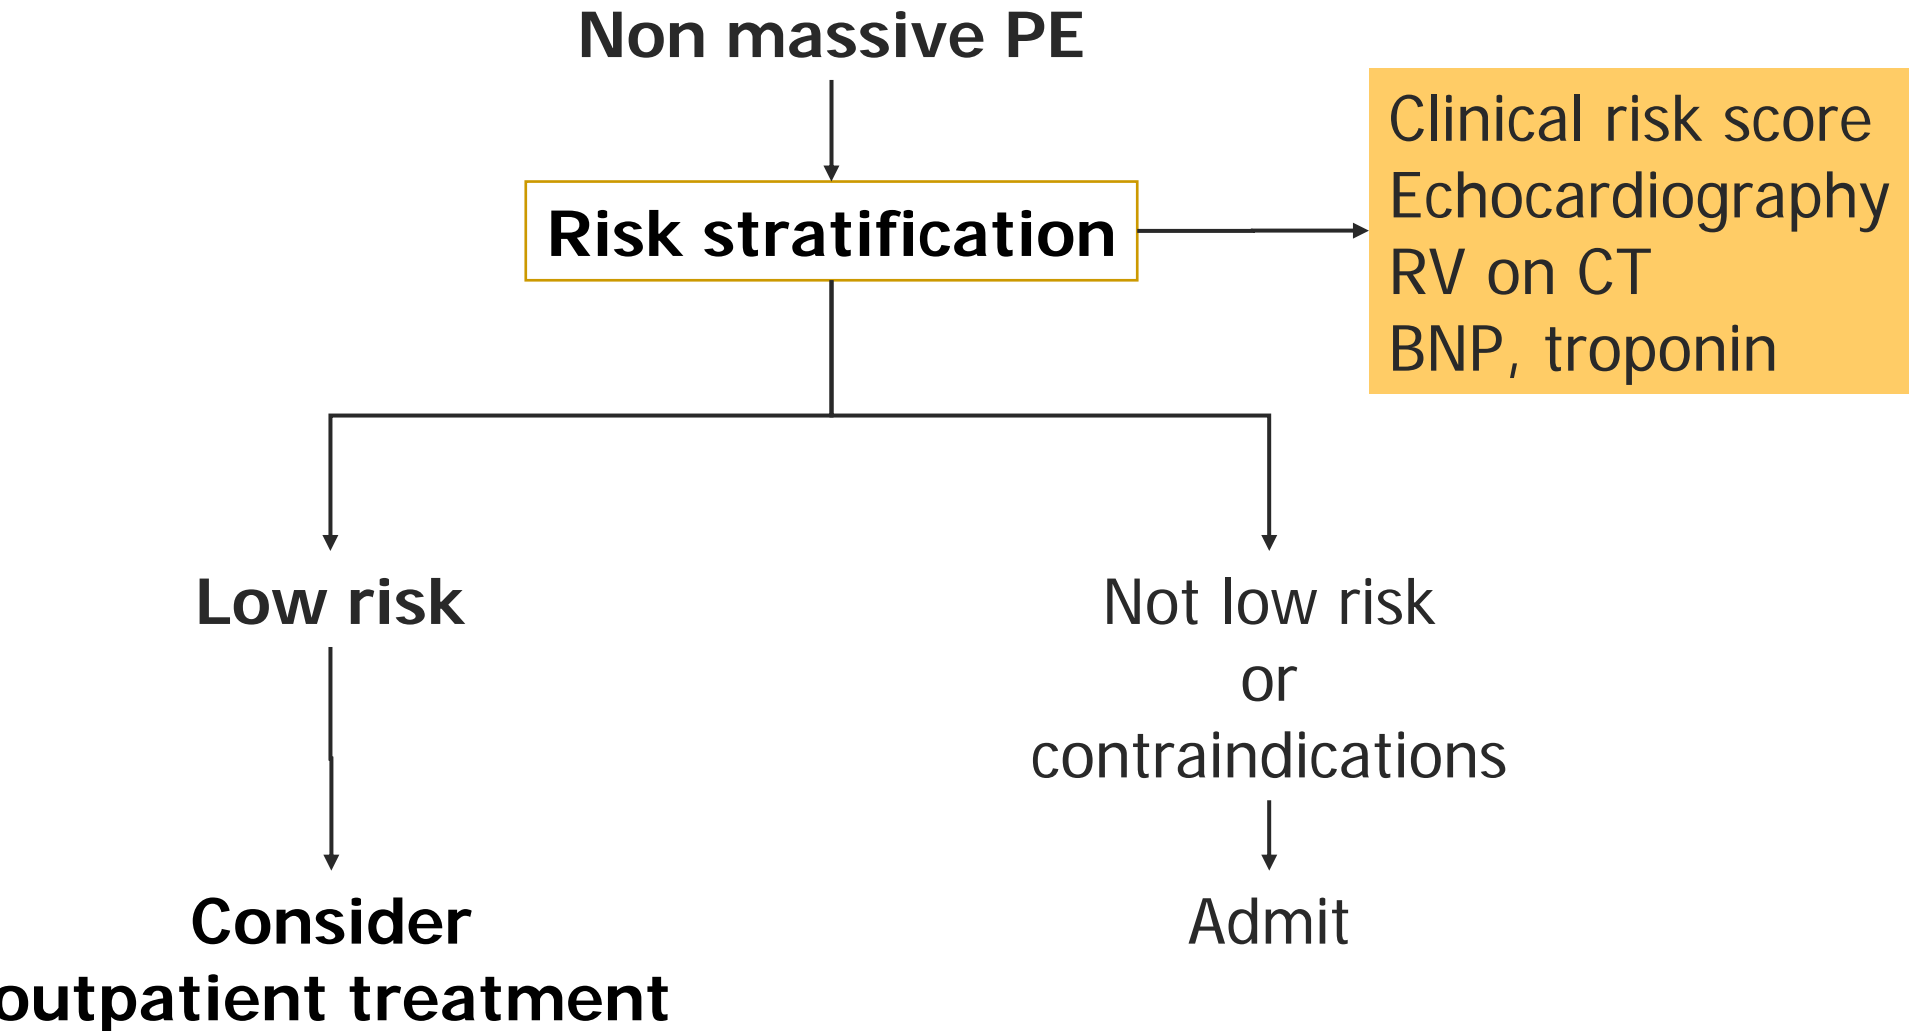 Non massive PE
Risk stratification
Clinical risk score
Echocardiography
RV on CT
BNP, troponin
Low risk
Not low risk
or
contraindications
Consider
outpatient treatment
Admit